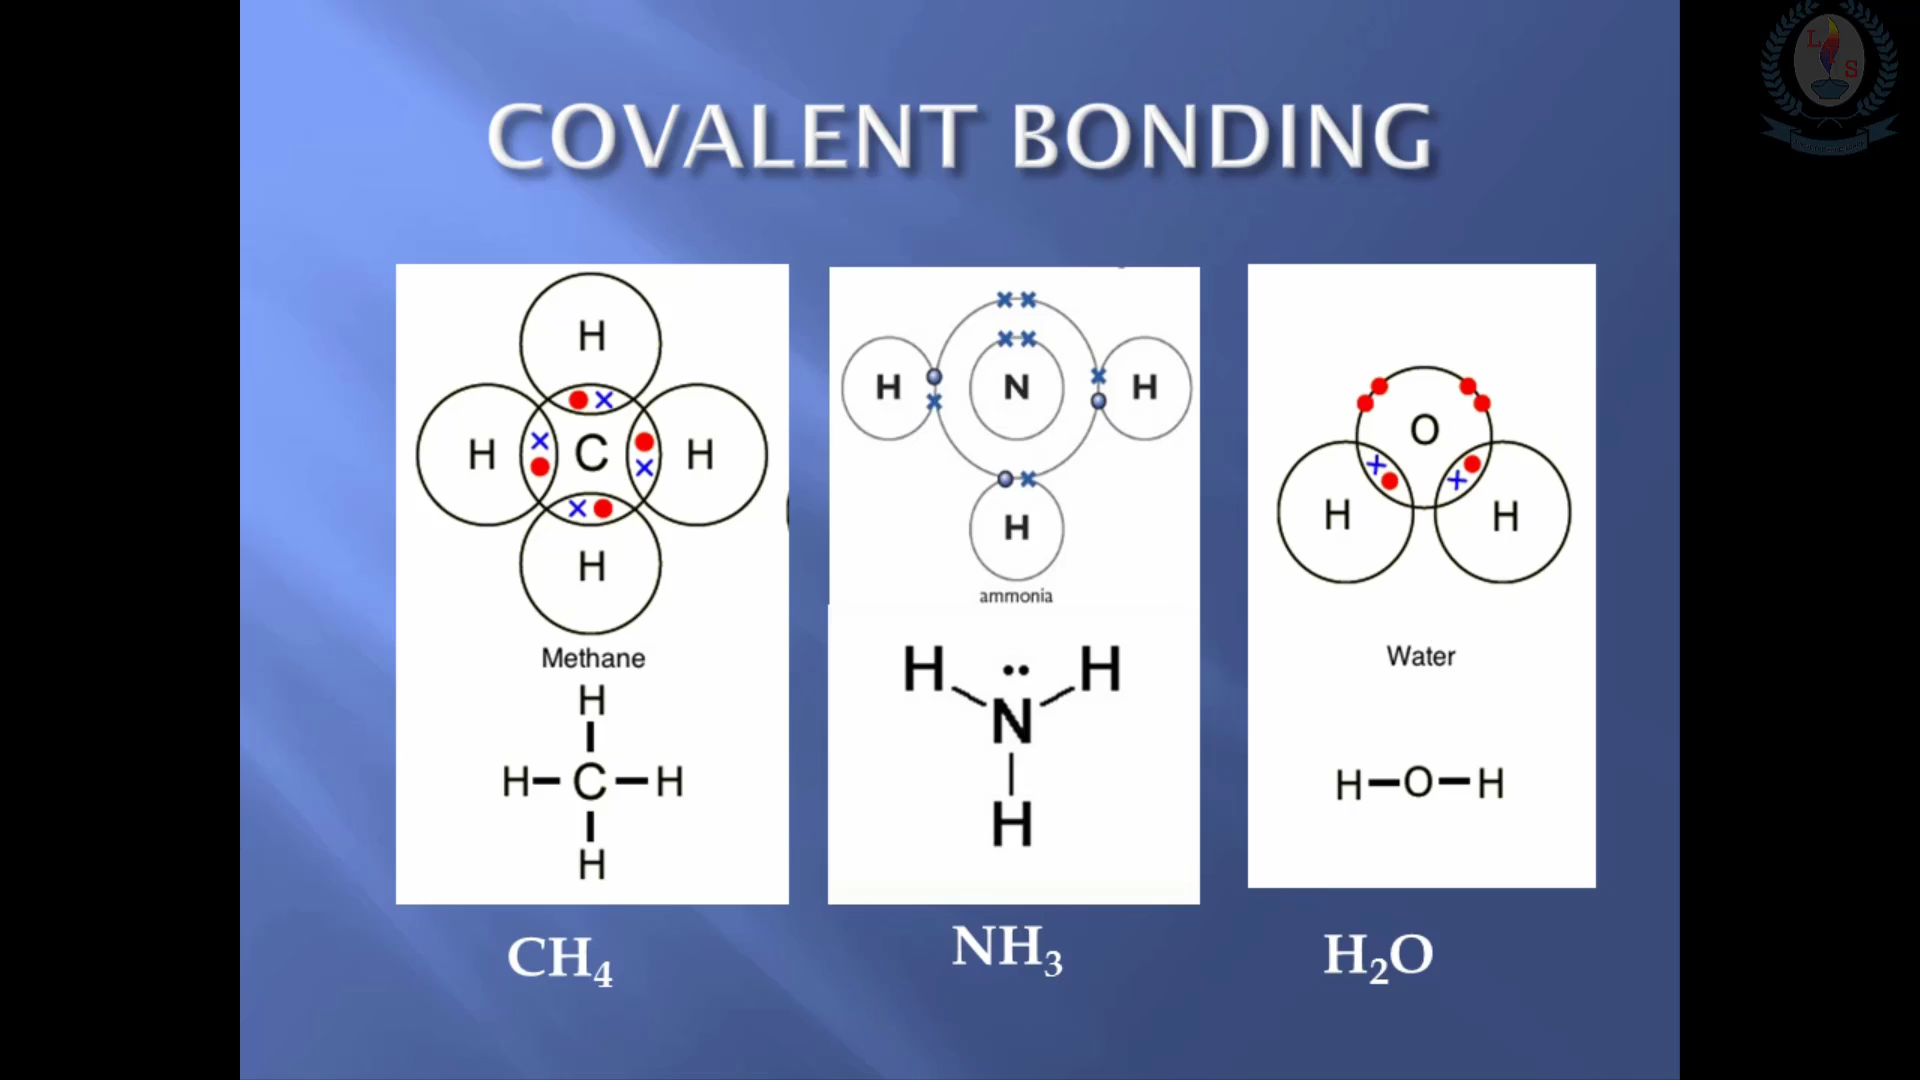 COVALENT BONDING
H
H C H
H
Methane
H
H–C–H
H
CH₄
H N H
H
ammonia
H •• H
N
H
NH₃
O
H H
Water
H–O–H
H₂O
L
S